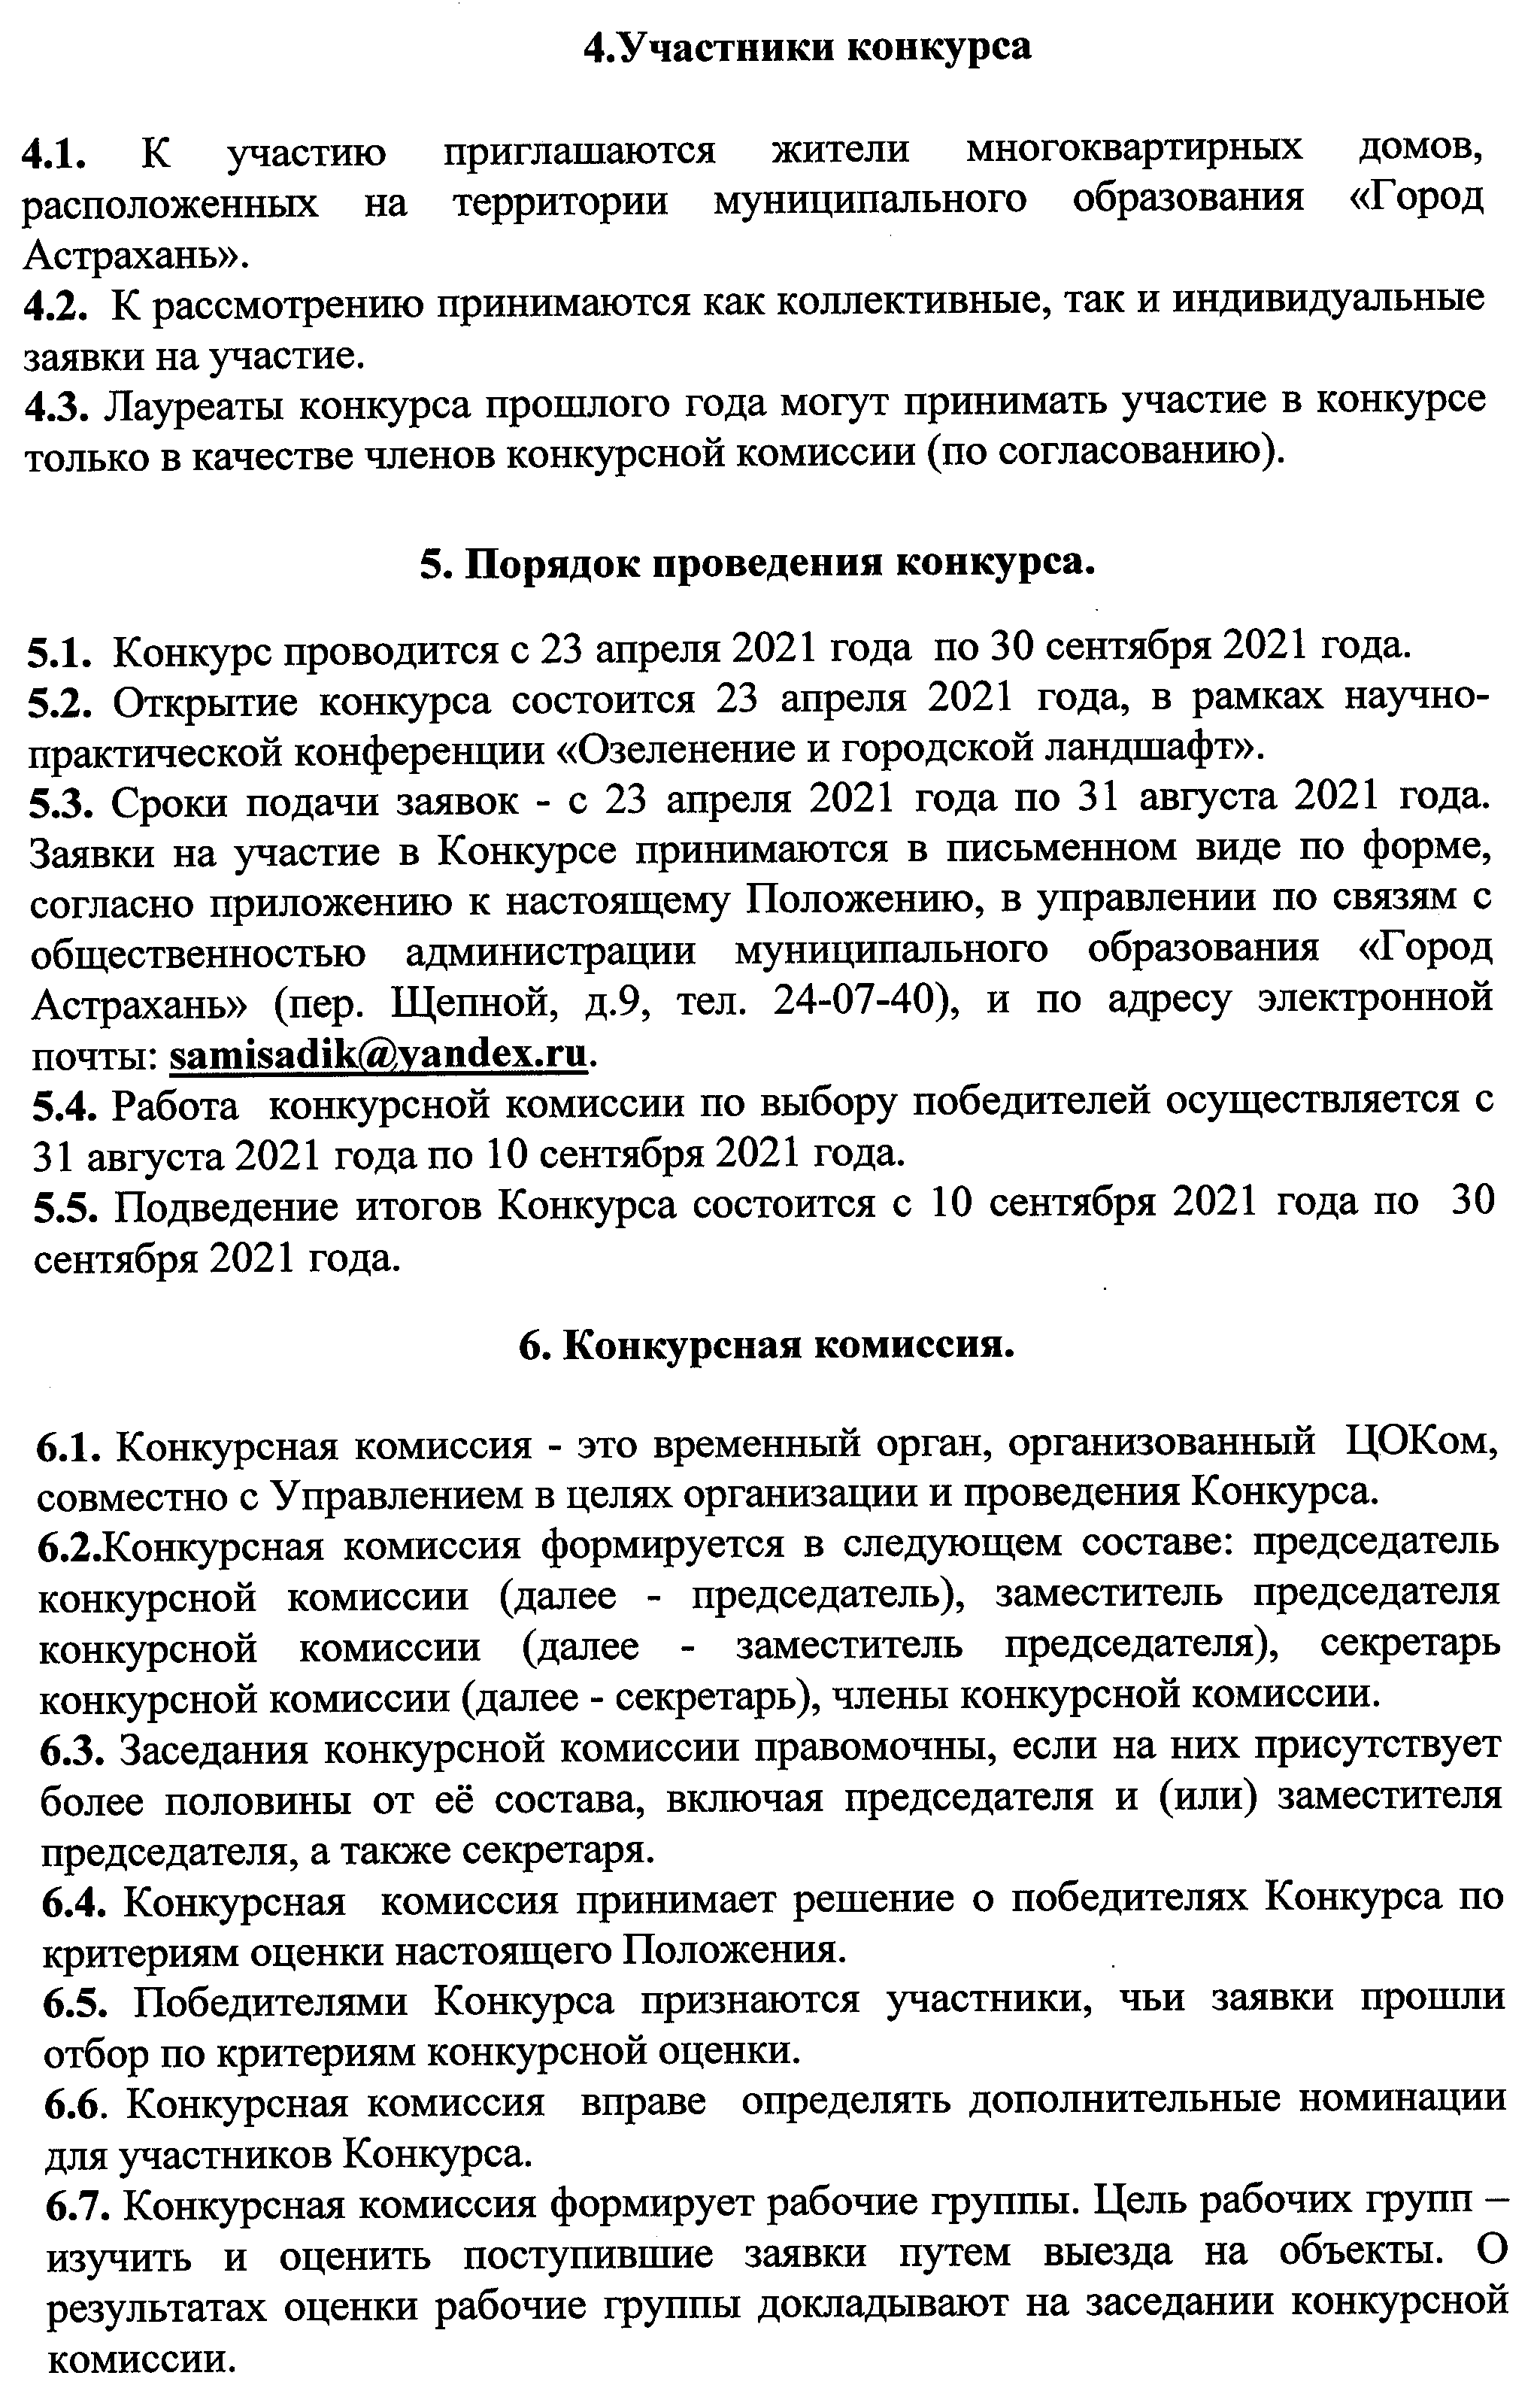 4.Участники конкурса
4.1. К участию приглашаются жители многоквартирных домов,
расположенных на территории муниципального образования «Город
Астрахань».
4.2. К рассмотрению принимаются как коллективные, так и индивидуальные
заявки на участие.
4.3. Лауреаты конкурса прошлого года могут принимать участие в конкурсе
только в качестве членов конкурсной комиссии (по согласованию).
5. Порядок проведения конкурса.
5.1. Конкурс проводится с 23 апреля 2021 года по 30 сентября 2021 года.
5.2. Открытие конкурса состоится 23 апреля 2021 года, в рамках научно-
практической конференции «Озеленение и городской ландшафт».
5.3. Сроки подачи заявок - с 23 апреля 2021 года по 31 августа 2021 года.
Заявки на участие в Конкурсе принимаются в письменном виде по форме,
согласно приложению к настоящему Положению, в управлении по связям с
общественностью администрации муниципального образования «Город
Астрахань» (пер. Щепной, д.9, тел. 24-07-40), и по адресу электронной
почты: samisadik@yandex.ru.
5.4. Работа конкурсной комиссии по выбору победителей осуществляется с
31 августа 2021 года по 10 сентября 2021 года.
5.5. Подведение итогов Конкурса состоится с 10 сентября 2021 года по 30
сентября 2021 года.
6. Конкурсная комиссия.
6.1. Конкурсная комиссия - это временный орган, организованный ЦОКом,
совместно с Управлением в целях организации и проведения Конкурса.
6.2.Конкурсная комиссия формируется в следующем составе: председатель
конкурсной комиссии (далее - председатель), заместитель председателя
конкурсной комиссии (далее - заместитель председателя), секретарь
конкурсной комиссии (далее - секретарь), члены конкурсной комиссии.
6.3. Заседания конкурсной комиссии правомочны, если на них присутствует
более половины от её состава, включая председателя и (или) заместителя
председателя, а также секретаря.
6.4. Конкурсная комиссия принимает решение о победителях Конкурса по
критериям оценки настоящего Положения.
6.5. Победителями Конкурса признаются участники, чьи заявки прошли
отбор по критериям конкурсной оценки.
6.6. Конкурсная комиссия вправе определять дополнительные номинации
для участников Конкурса.
6.7. Конкурсная комиссия формирует рабочие группы. Цель рабочих групп –
изучить и оценить поступившие заявки путем выезда на объекты. О
результатах оценки рабочие группы докладывают на заседании конкурсной
комиссии.